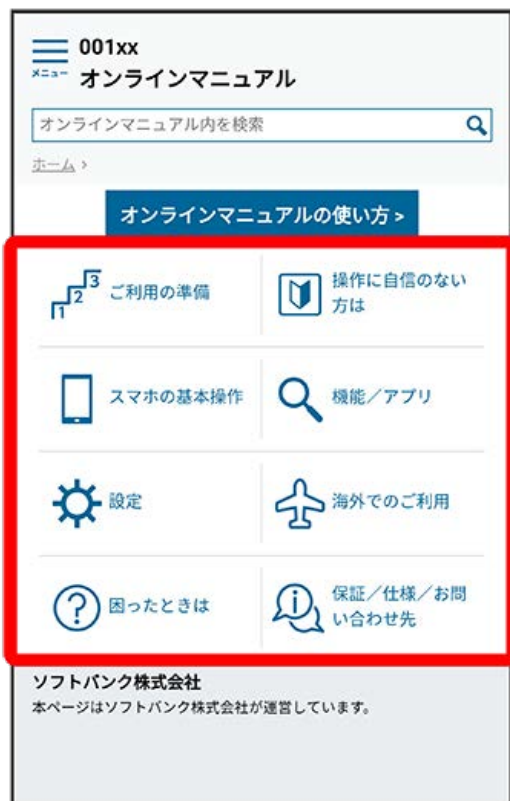 001xx
メニュー
オンラインマニュアル
オンラインマニュアル内を検索
ホーム ›
オンラインマニュアルの使い方 >
1 2 3
ご利用の準備
操作に自信のない
方は
スマホの基本操作
機能／アプリ
設定
海外でのご利用
?
困ったときは
i
保証／仕様／お問
い合わせ先
ソフトバンク株式会社
本ページはソフトバンク株式会社が運営しています。